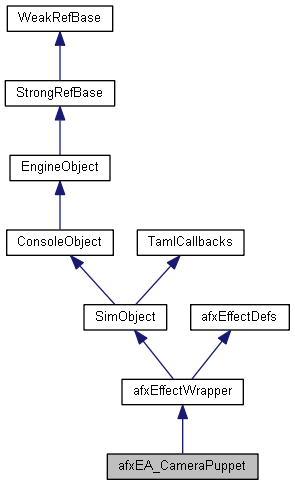 WeakRefBase
StrongRefBase
EngineObject
ConsoleObject
TamlCallbacks
SimObject
afxEffectDefs
afxEffectWrapper
afxEA_CameraPuppet